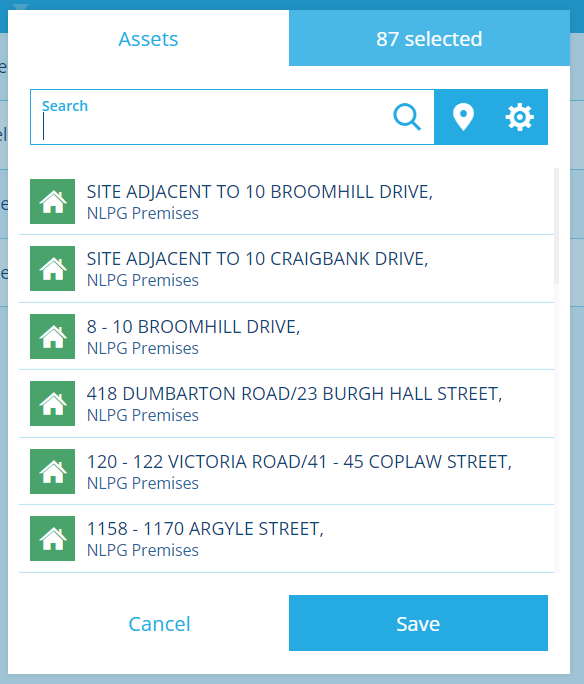 Assets
87 selected
Search
SITE ADJACENT TO 10 BROOMHILL DRIVE,
NLPG Premises
SITE ADJACENT TO 10 CRAIGBANK DRIVE,
NLPG Premises
8 - 10 BROOMHILL DRIVE,
NLPG Premises
418 DUMBARTON ROAD/23 BURGH HALL STREET,
NLPG Premises
120 - 122 VICTORIA ROAD/41 - 45 COPLAW STREET,
NLPG Premises
1158 - 1170 ARGYLE STREET,
NLPG Premises
Cancel
Save